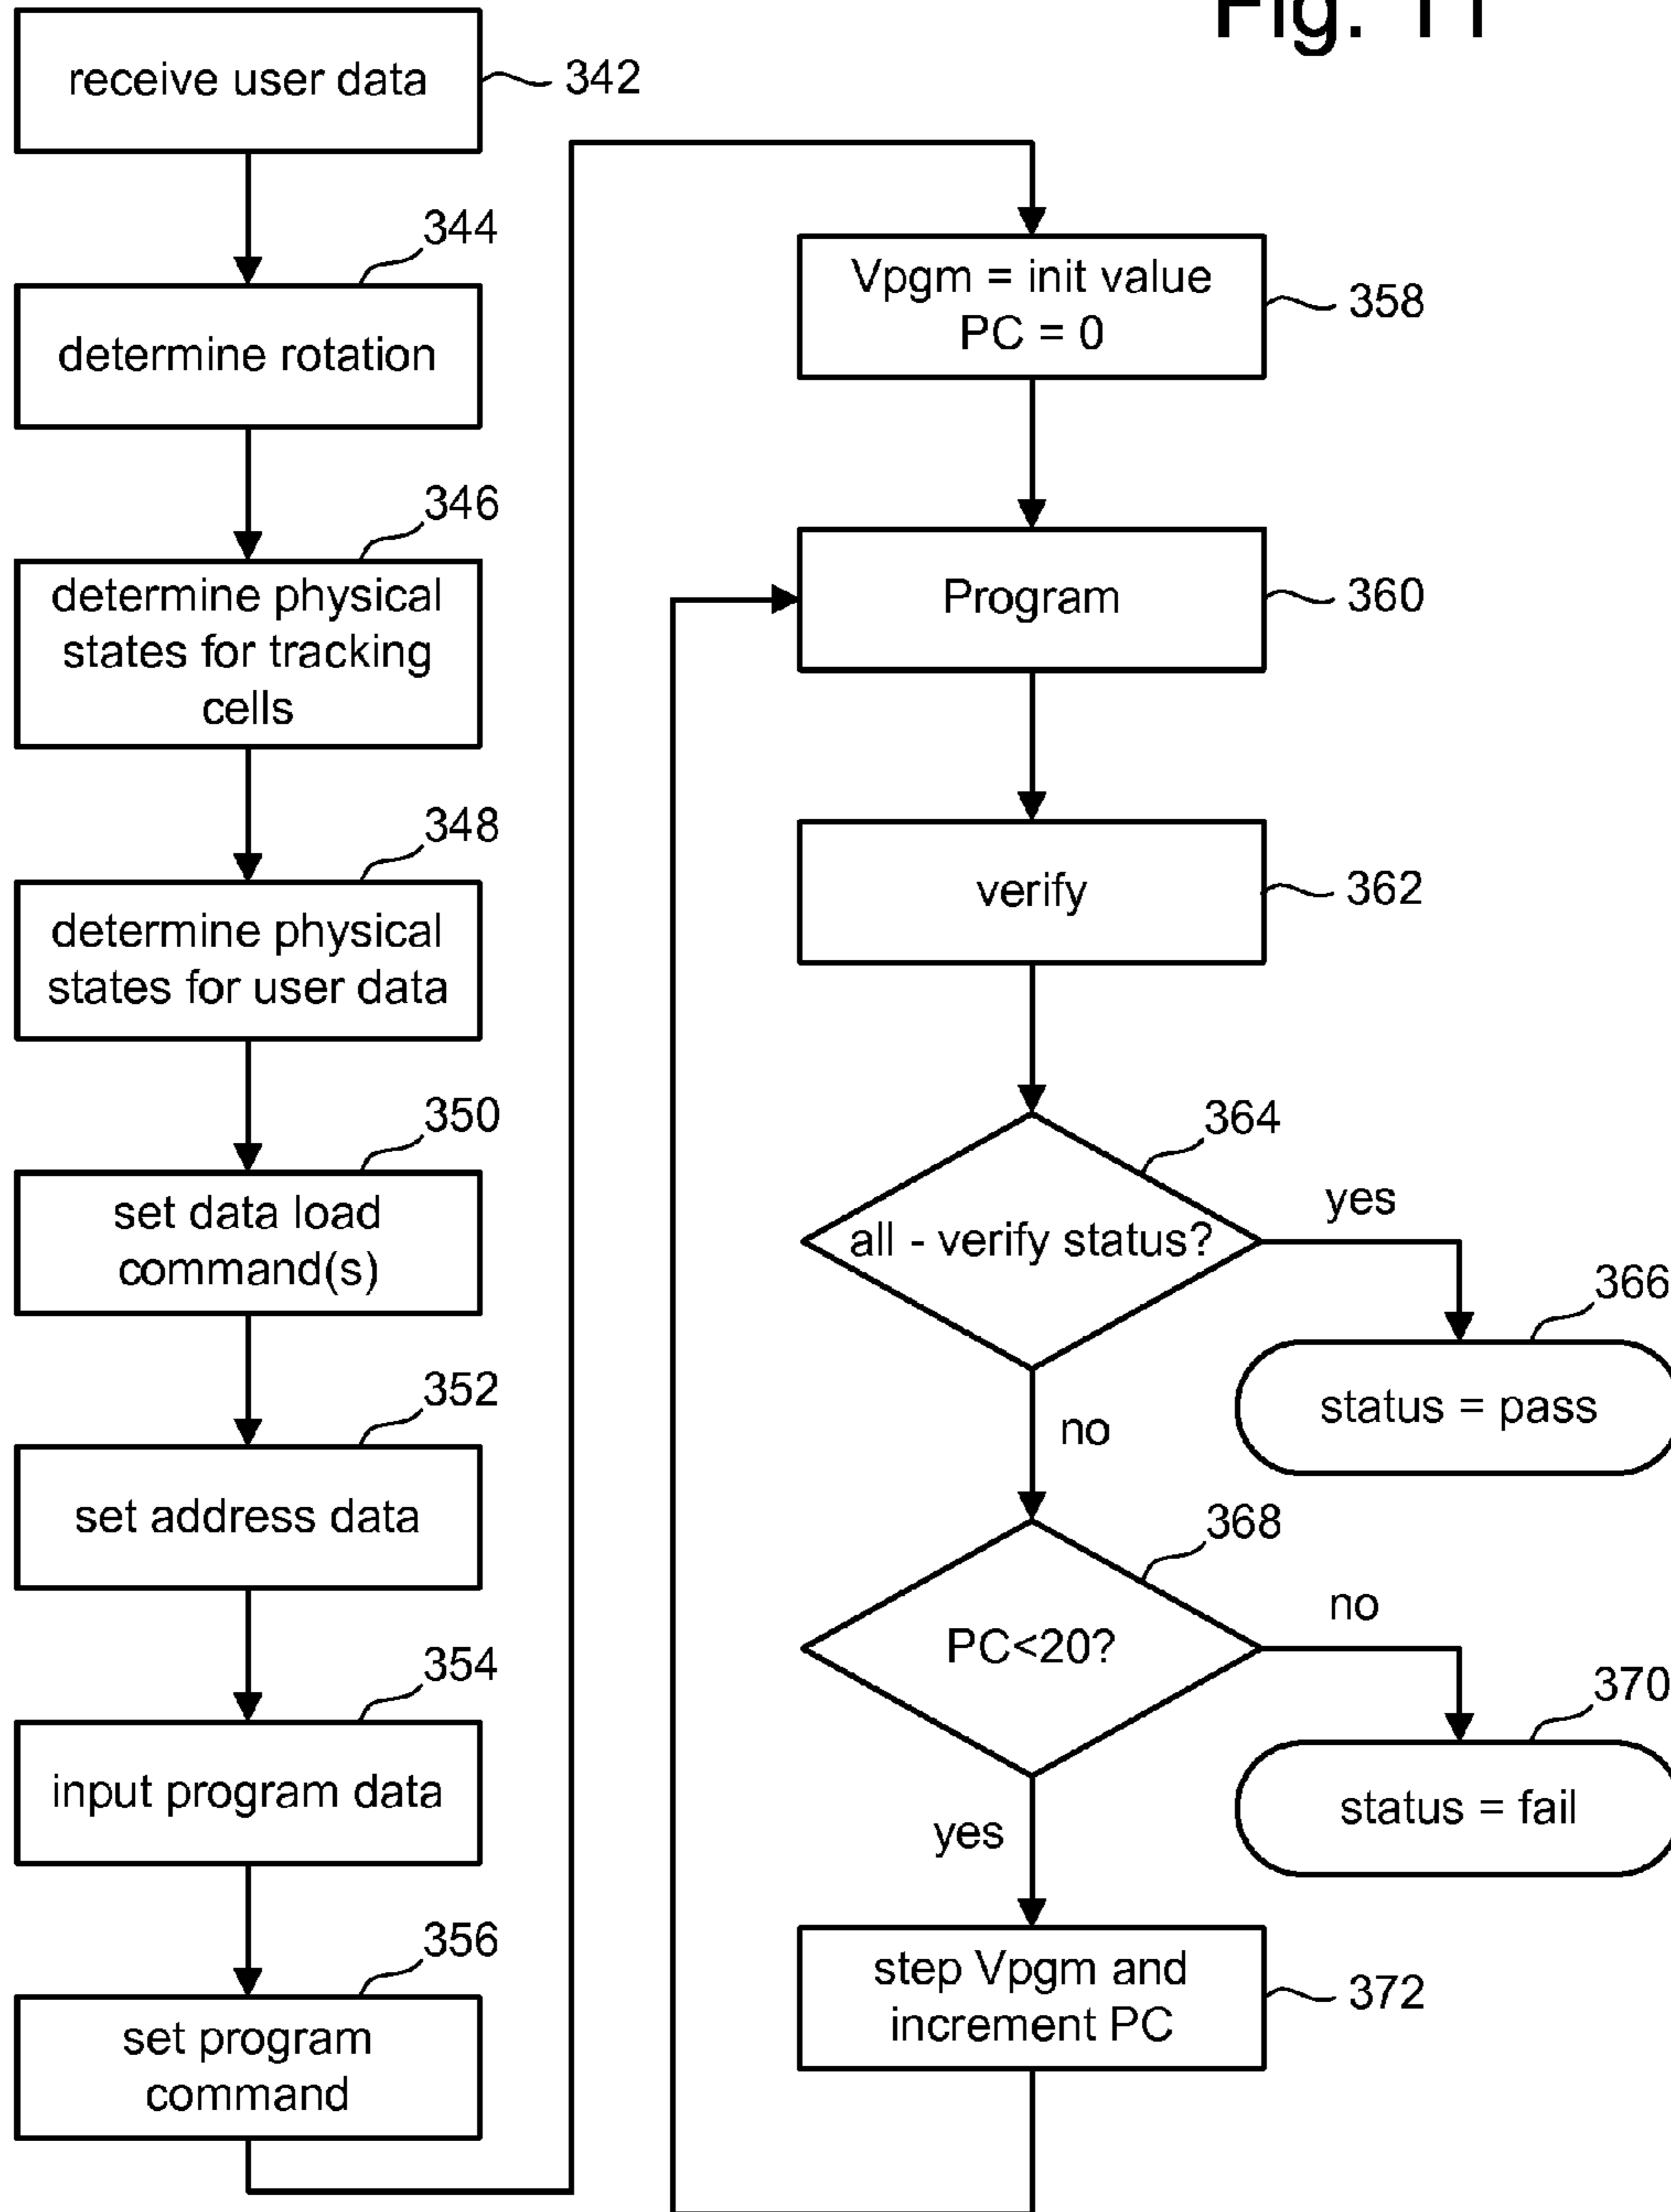 Fig. 11
receive user data
342
344
determine rotation
346
determine physical
states for tracking
cells
348
determine physical
states for user data
350
set data load
command(s)
352
set address data
354
input program data
356
set program
command
Vpgm = init value
PC = 0
358
Program
360
verify
362
364
all - verify status?
yes
366
status = pass
no
368
PC<20?
no
370
status = fail
yes
step Vpgm and
increment PC
372